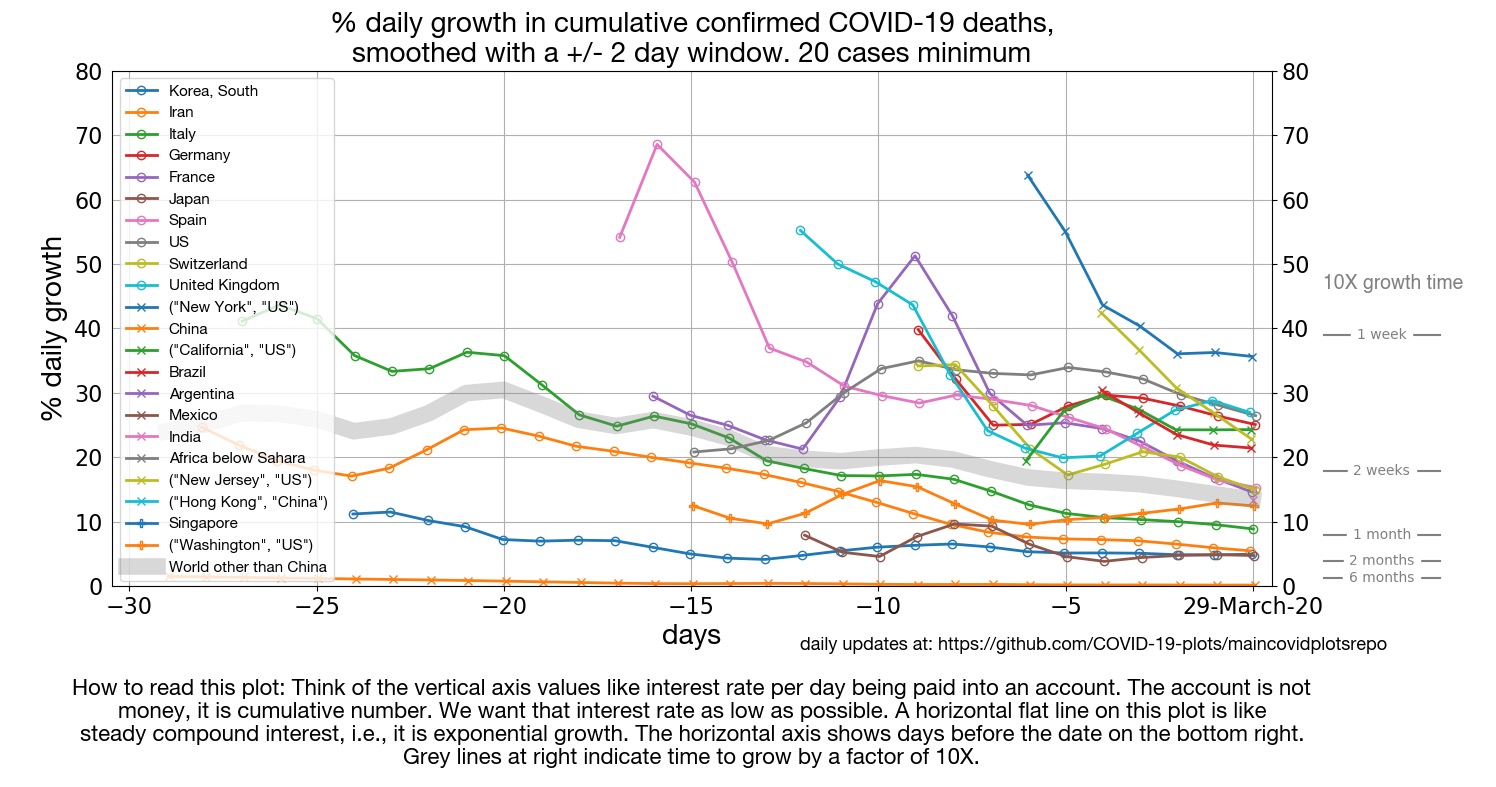 % daily growth in cumulative confirmed COVID-19 deaths,
smoothed with a +/- 2 day window. 20 cases minimum
% daily growth
80
70
60
50
40
30
20
10
0
Korea, South
Iran
Italy
Germany
France
Japan
Spain
US
Switzerland
United Kingdom
("New York", "US")
China
("California", "US")
Brazil
Argentina
Mexico
India
Africa below Sahara
("New Jersey", "US")
("Hong Kong", "China")
Singapore
("Washington", "US")
World other than China
80
70
60
50
40
30
20
10
0
10X growth time
1 week
2 weeks
1 month
2 months
6 months
−30 −25 −20 −15 −10 −5 29-March-20
days
daily updates at: https://github.com/COVID-19-plots/maincovidplotsrepo
How to read this plot: Think of the vertical axis values like interest rate per day being paid into an account. The account is not
money, it is cumulative number. We want that interest rate as low as possible. A horizontal flat line on this plot is like
steady compound interest, i.e., it is exponential growth. The horizontal axis shows days before the date on the bottom right.
Grey lines at right indicate time to grow by a factor of 10X.